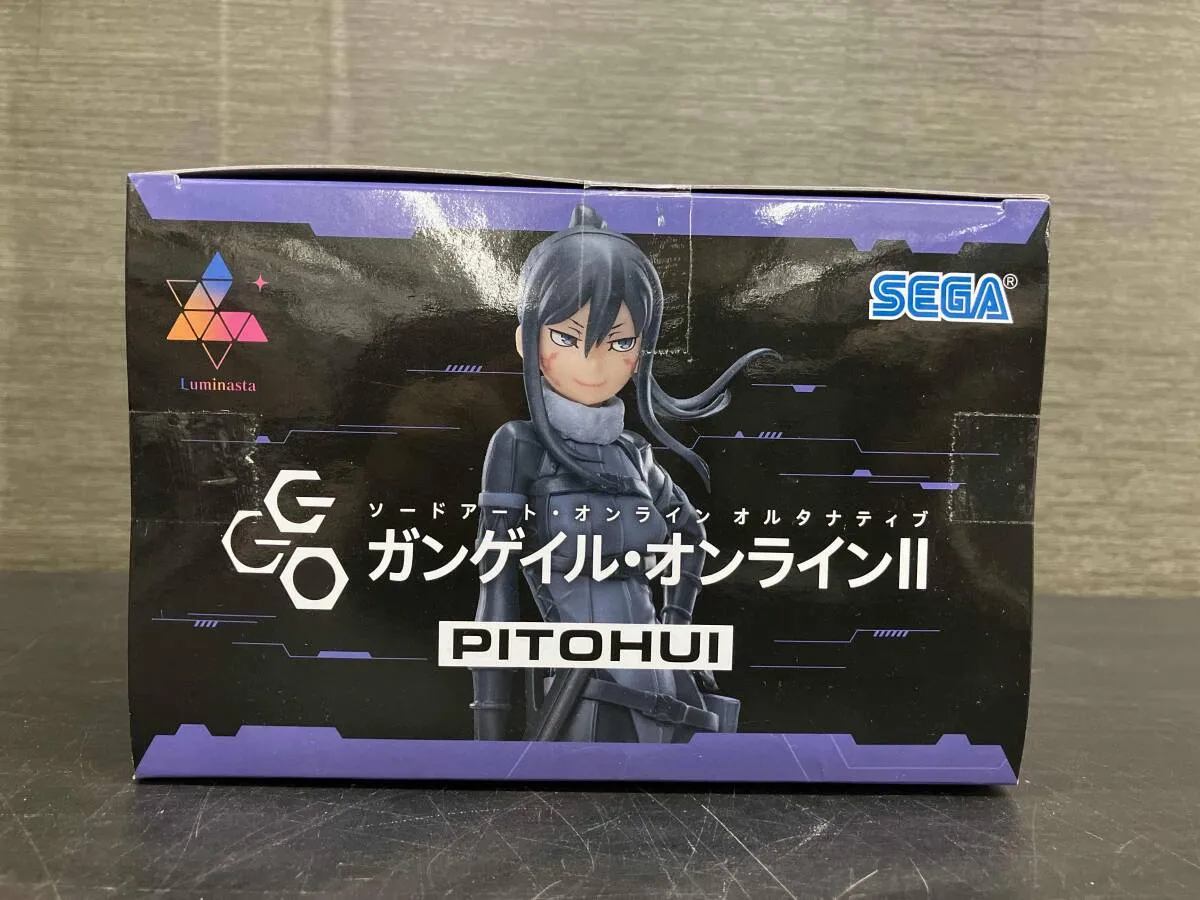 SEGA®
Luminasta
GGO
ソードアート・オンライン オルタナティブ
ガンゲイル・オンラインII
PITOHUI